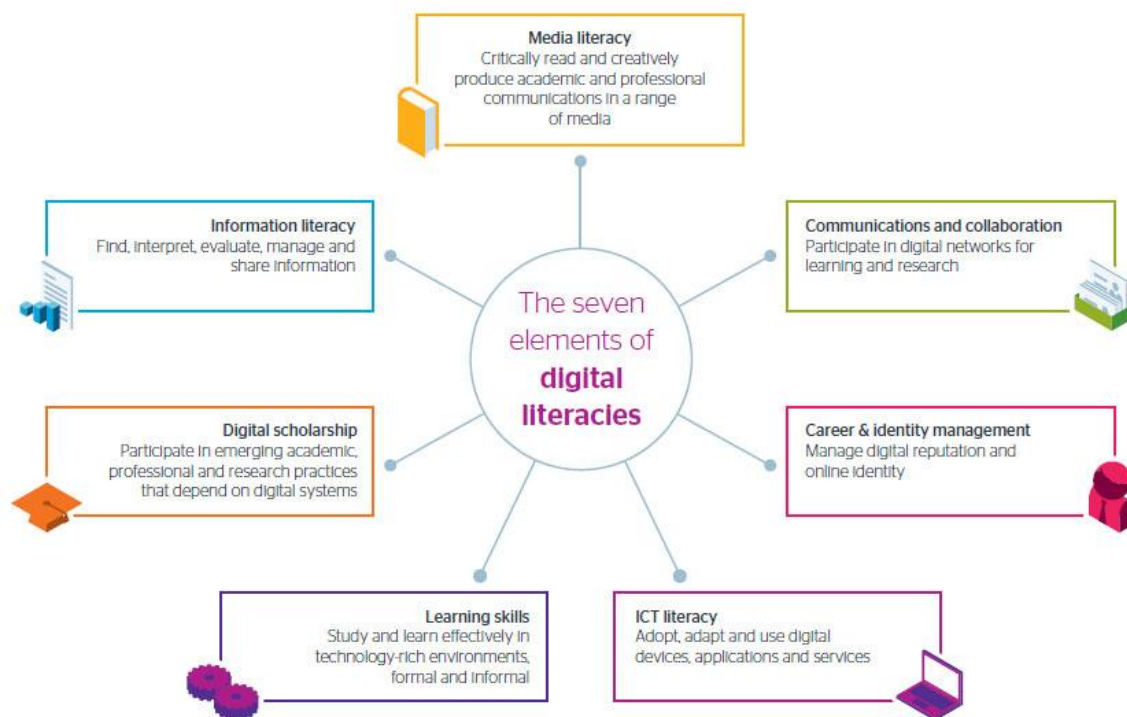 Media literacy
Critically read and creatively
produce academic and professional
communications in a range
of media
Information literacy
Find, interpret, evaluate, manage and
share information
Communications and collaboration
Participate in digital networks for
learning and research
The seven
elements of
digital
literacies
Digital scholarship
Participate in emerging academic,
professional and research practices
that depend on digital systems
Career & identity management
Manage digital reputation and
online identity
Learning skills
Study and learn effectively in
technology-rich environments,
formal and informal
ICT literacy
Adopt, adapt and use digital
devices, applications and services